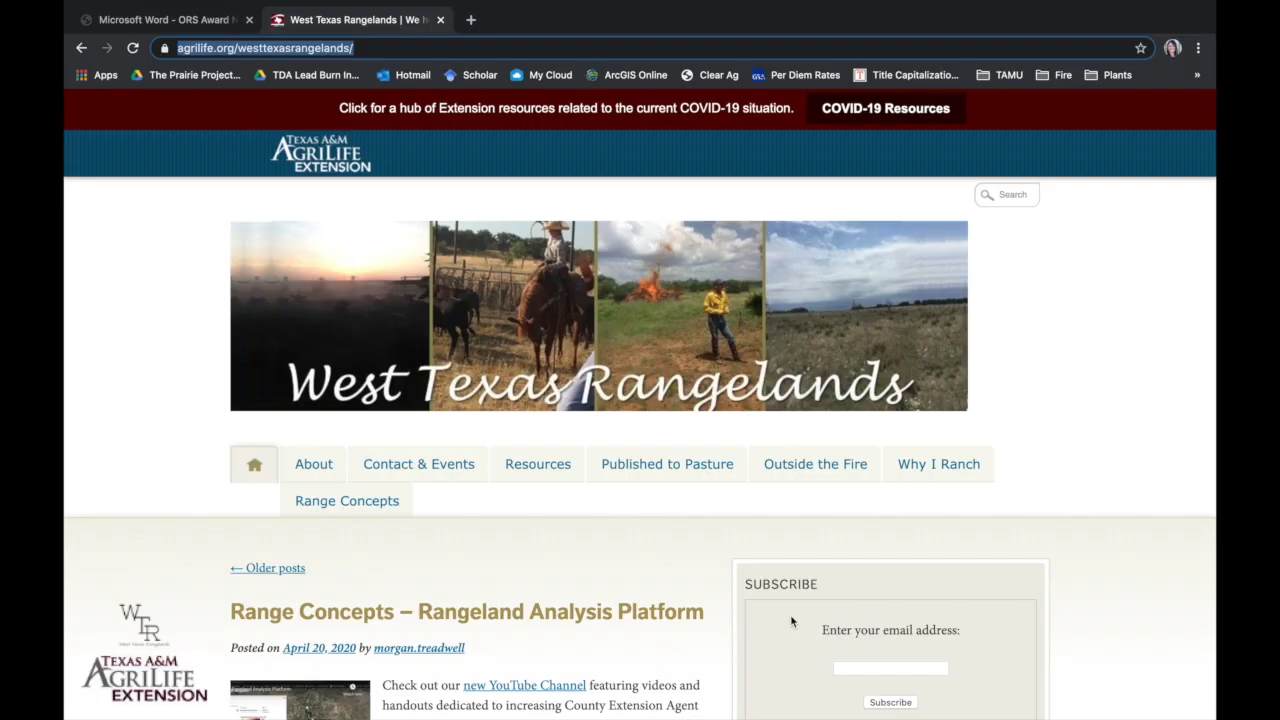 Microsoft Word - ORS Award N
West Texas Rangelands | We h
agrilife.org/westtexasrangelands/
Apps
The Prairie Project...
TDA Lead Burn In...
Hotmail
Scholar
My Cloud
ArcGIS Online
Clear Ag
Per Diem Rates
Title Capitalizatio...
TAMU
Fire
Plants
»
Click for a hub of Extension resources related to the current COVID-19 situation.
COVID-19 Resources
TEXAS A&M
AGRILIFE
EXTENSION
Search
West Texas Rangelands
About
Contact & Events
Resources
Published to Pasture
Outside the Fire
Why I Ranch
Range Concepts
← Older posts
Range Concepts – Rangeland Analysis Platform
Posted on April 20, 2020 by morgan.treadwell
Check out our new YouTube Channel featuring videos and
handouts dedicated to increasing County Extension Agent
SUBSCRIBE
Enter your email address:
Subscribe
WTR
West Texas Rangelands
TEXAS A&M
AGRILIFE
EXTENSION